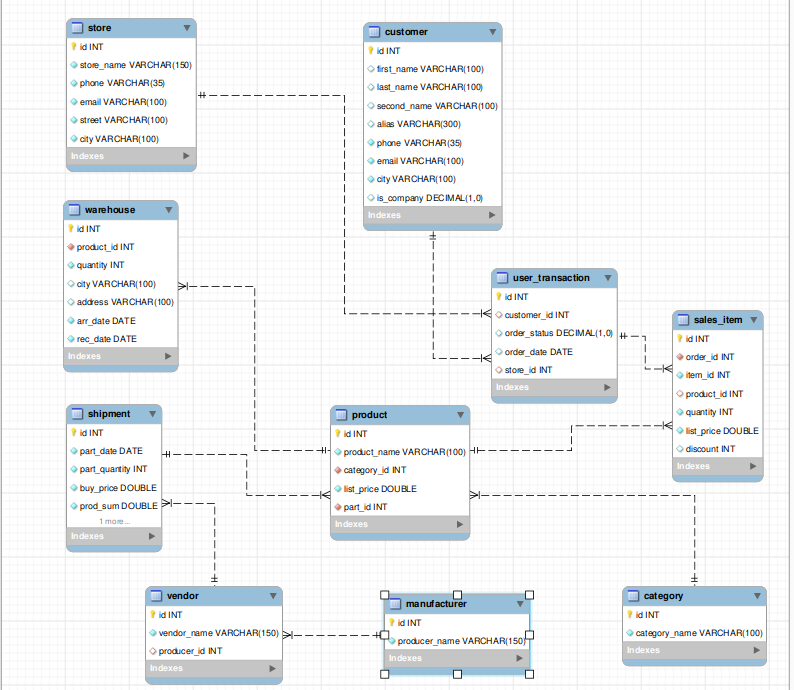 store
id INT
store_name VARCHAR(150)
phone VARCHAR(35)
email VARCHAR(100)
street VARCHAR(100)
city VARCHAR(100)
Indexes
customer
id INT
first_name VARCHAR(100)
last_name VARCHAR(100)
second_name VARCHAR(100)
alias VARCHAR(300)
phone VARCHAR(35)
email VARCHAR(100)
city VARCHAR(100)
is_company DECIMAL(1,0)
Indexes
warehouse
id INT
product_id INT
quantity INT
city VARCHAR(100)
address VARCHAR(100)
arr_date DATE
rec_date DATE
Indexes
user_transaction
id INT
customer_id INT
order_status DECIMAL(1,0)
order_date DATE
store_id INT
Indexes
sales_item
id INT
order_id INT
item_id INT
product_id INT
quantity INT
list_price DOUBLE
discount INT
Indexes
shipment
id INT
part_date DATE
part_quantity INT
buy_price DOUBLE
prod_sum DOUBLE
1 more...
Indexes
product
id INT
product_name VARCHAR(100)
category_id INT
list_price DOUBLE
part_id INT
Indexes
vendor
id INT
vendor_name VARCHAR(150)
producer_id INT
Indexes
manufacturer
id INT
producer_name VARCHAR(150)
Indexes
category
id INT
category_name VARCHAR(100)
Indexes